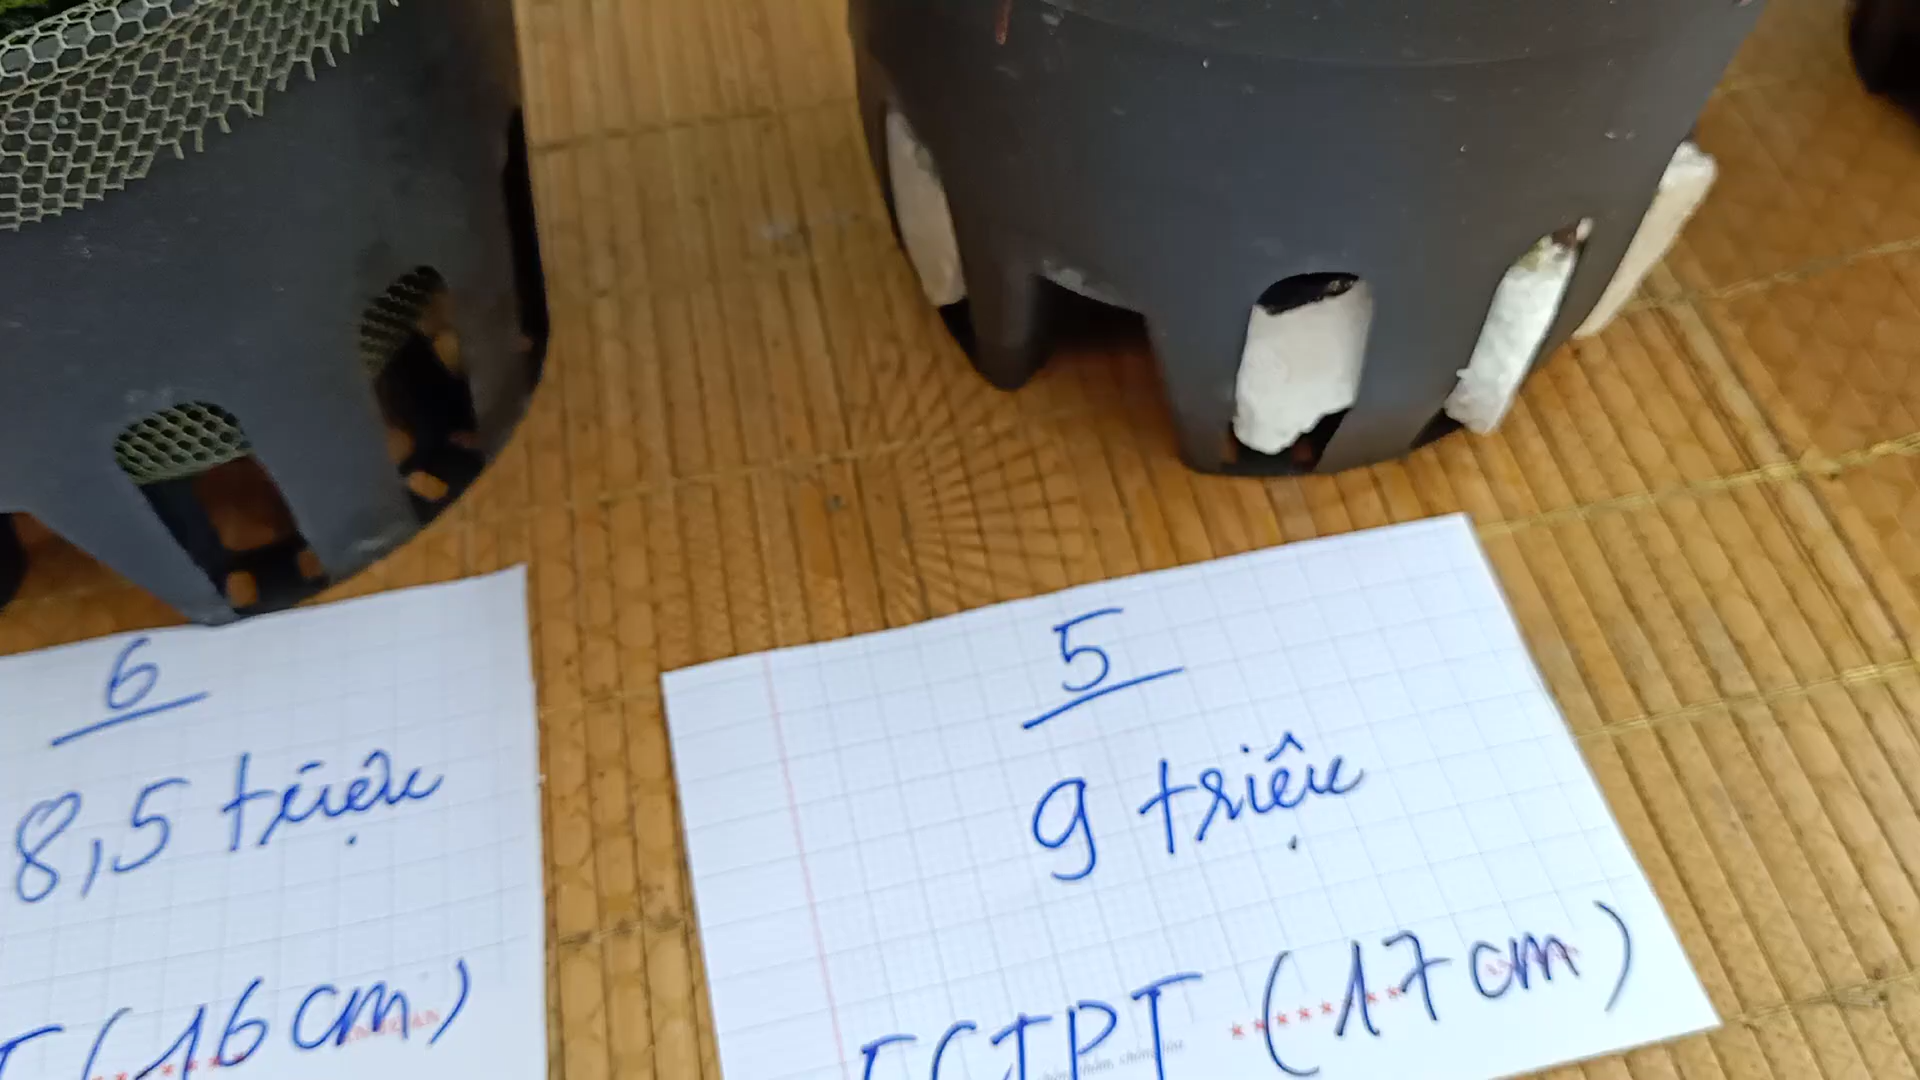 6
8,5 triệu
(16 cm)
5
9 triệu
(17 cm)